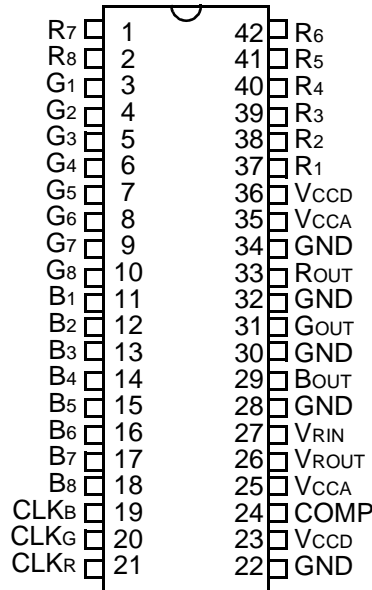 R7 1 42 R6
R8 2 41 R5
G1 3 40 R4
G2 4 39 R3
G3 5 38 R2
G4 6 37 R1
G5 7 36 VCCD
G6 8 35 VCCA
G7 9 34 GND
G8 10 33 ROUT
B1 11 32 GND
B2 12 31 GOUT
B3 13 30 GND
B4 14 29 BOUT
B5 15 28 GND
B6 16 27 VRIN
B7 17 26 VROUT
B8 18 25 VCCA
CLKB 19 24 COMP
CLKG 20 23 VCCD
CLKR 21 22 GND